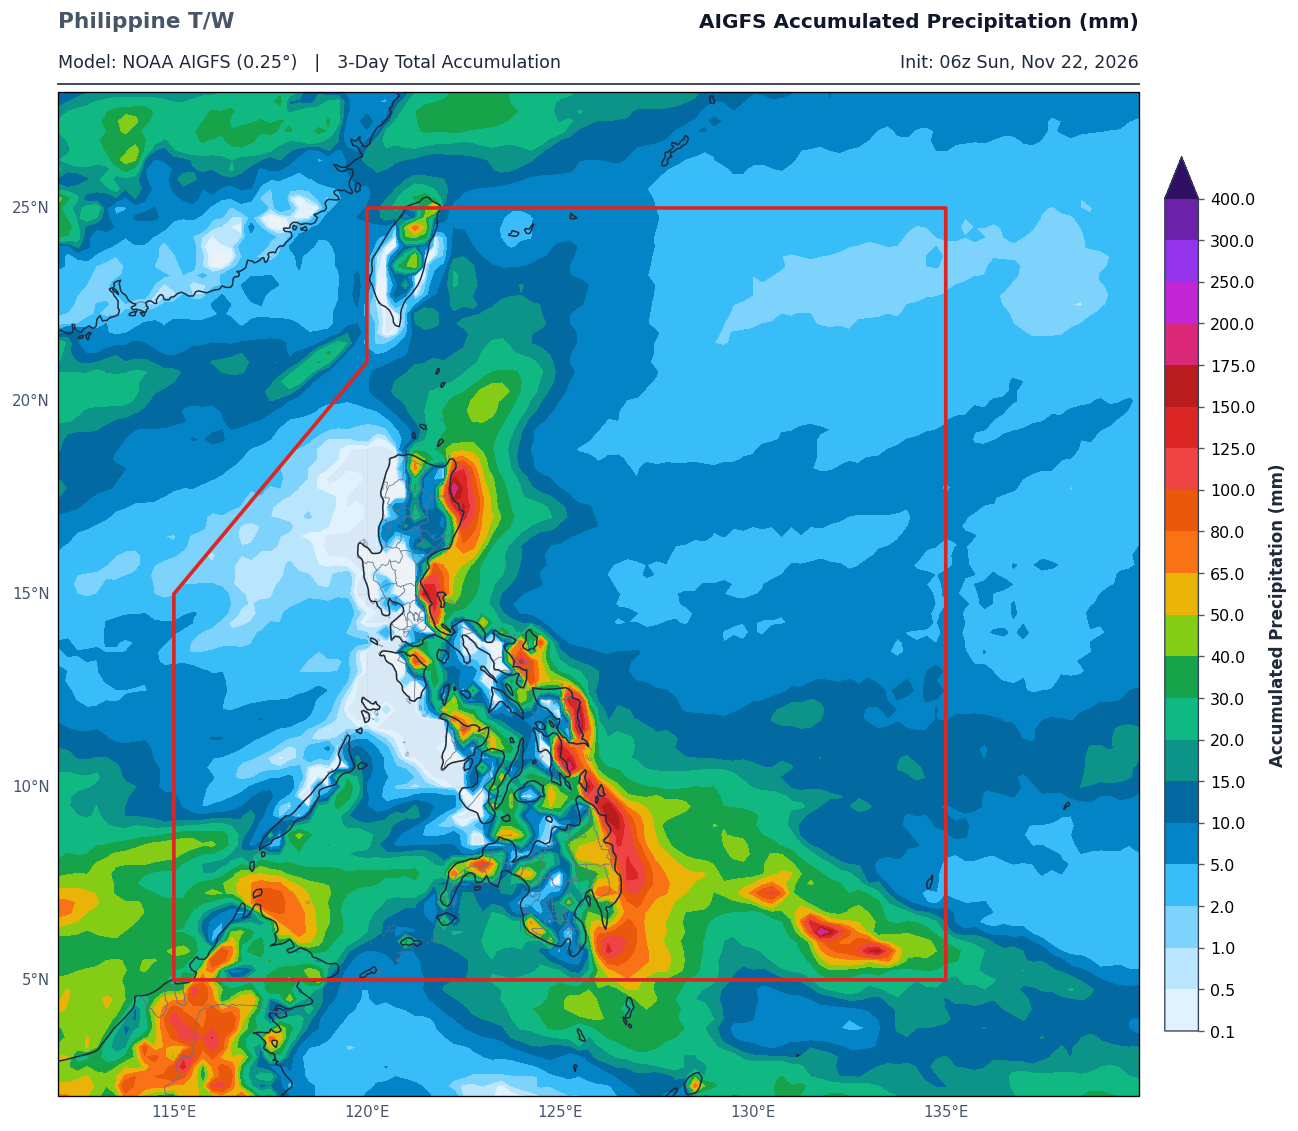 Philippine T/W
AIGFS Accumulated Precipitation (mm)
Model: NOAA AIGFS (0.25°) | 3-Day Total Accumulation
Init: 06z Sun, Nov 22, 2026
25°N
20°N
15°N
10°N
5°N
115°E
120°E
125°E
130°E
135°E
400.0
300.0
250.0
200.0
175.0
150.0
125.0
100.0
80.0
65.0
50.0
40.0
30.0
20.0
15.0
10.0
5.0
2.0
1.0
0.5
0.1
Accumulated Precipitation (mm)